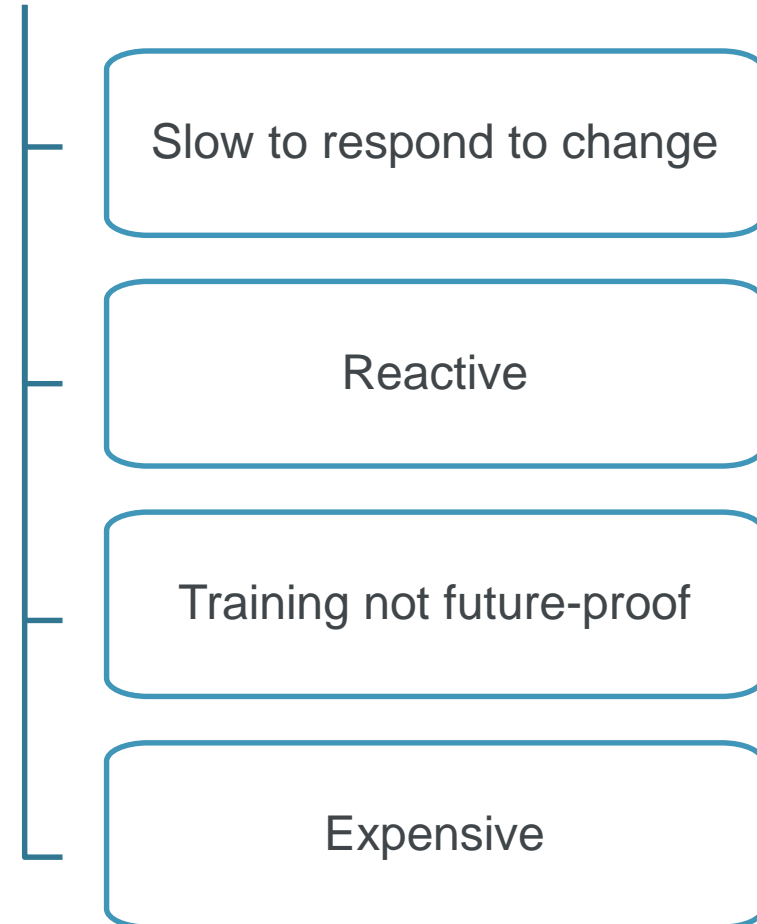 Slow to respond to change
Reactive
Training not future-proof
Expensive